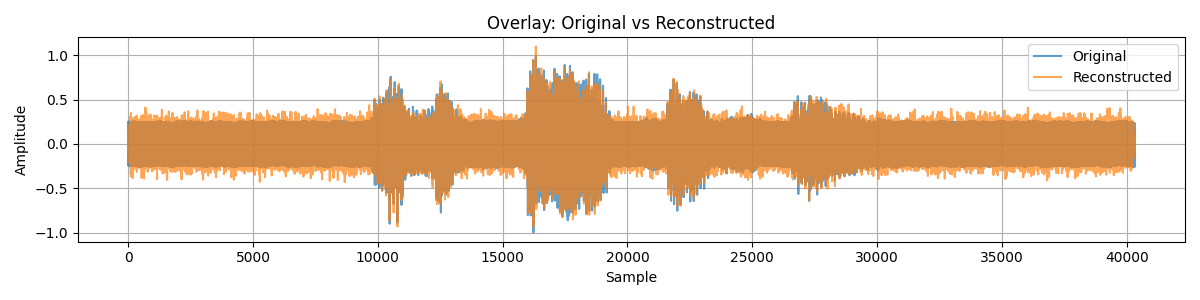 Overlay: Original vs Reconstructed
Amplitude
1.0
0.5
0.0
−0.5
−1.0
Original
Reconstructed
0 5000 10000 15000 20000 25000 30000 35000 40000
Sample